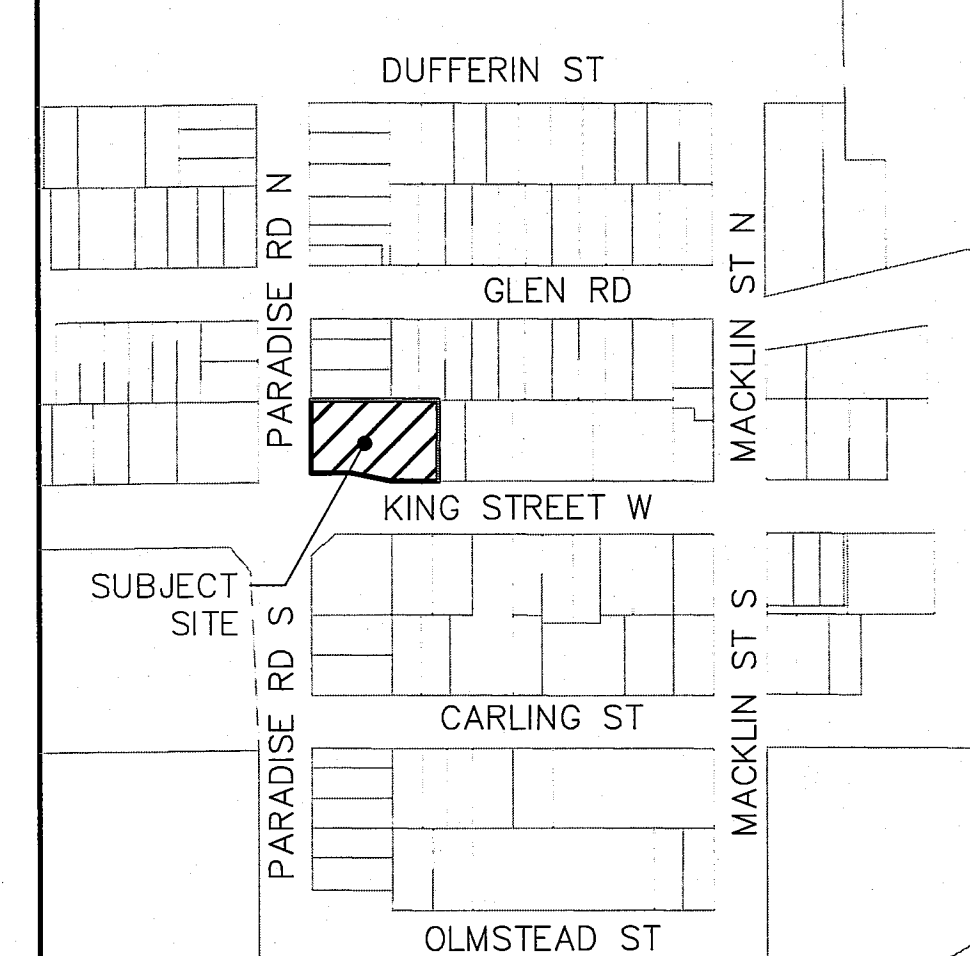 DUFFERIN ST
PARADISE RD N
MACKLIN ST N
GLEN RD
KING STREET W
SUBJECT
SITE
PARADISE RD S
MACKLIN ST S
CARLING ST
OLMSTEAD ST